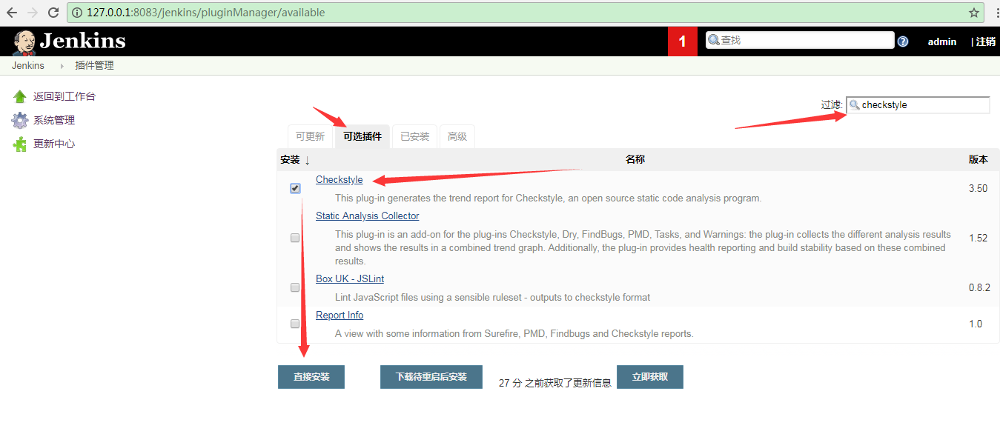 127.0.0.1:8083/jenkins/pluginManager/available
Jenkins
1
查找
admin
| 注销
Jenkins
插件管理
返回到工作台
系统管理
更新中心
过滤:
checkstyle
可更新
可选插件
已安装
高级
安装 ↓
名称
版本
Checkstyle
This plug-in generates the trend report for Checkstyle, an open source static code analysis program.
3.50
Static Analysis Collector
This plug-in is an add-on for the plug-ins Checkstyle, Dry, FindBugs, PMD, Tasks, and Warnings: the plug-in collects the different analysis results
and shows the results in a combined trend graph. Additionally, the plug-in provides health reporting and build stability based on these combined
results.
1.52
Box UK - JSLint
Lint JavaScript files using a sensible ruleset - outputs to checkstyle format
0.8.2
Report Info
A view with some information from Surefire, PMD, Findbugs and Checkstyle reports.
1.0
直接安装
下载待重启后安装
27 分 之前获取了更新信息
立即获取